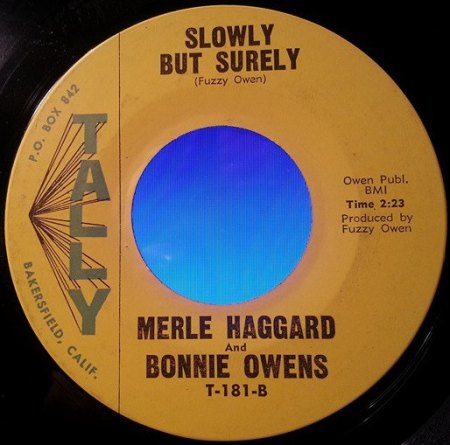 SLOWLY
BUT SURELY
(Fuzzy Owen)
P.O. BOX 842
TALLY
BAKERSFIELD, CALIF.
Owen Publ.
BMI
Time 2:23
Produced by
Fuzzy Owen
MERLE HAGGARD
And
BONNIE OWENS
T-181-B